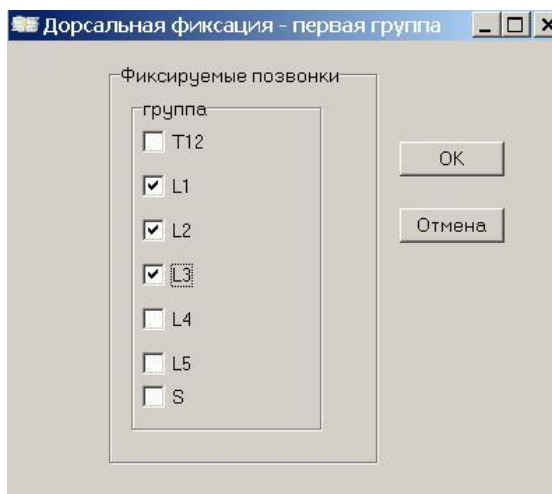 Дорсальная фиксация - первая группа
Фиксируемые позвонки
группа
T12
L1
L2
L3
L4
L5
S
OK
Отмена